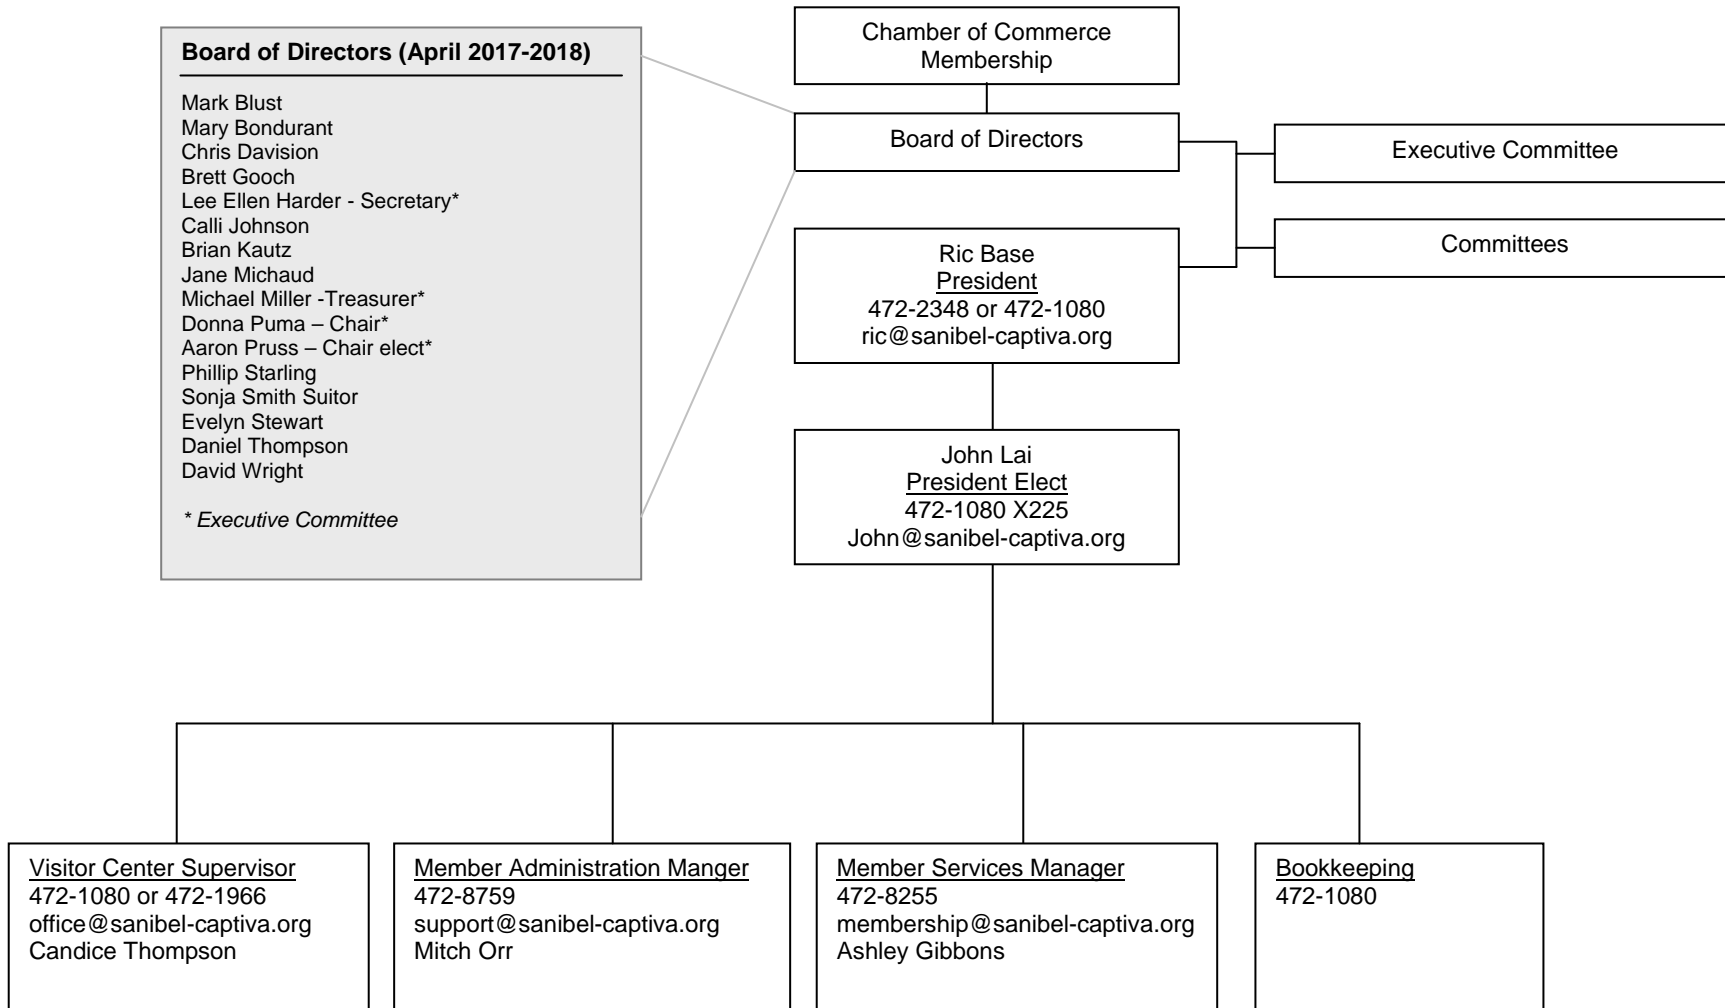 Board of Directors (April 2017-2018)
Mark Blust
Mary Bondurant
Chris Davision
Brett Gooch
Lee Ellen Harder - Secretary*
Calli Johnson
Brian Kautz
Jane Michaud
Michael Miller -Treasurer*
Donna Puma – Chair*
Aaron Pruss – Chair elect*
Phillip Starling
Sonja Smith Suitor
Evelyn Stewart
Daniel Thompson
David Wright
* Executive Committee
Chamber of Commerce
Membership
Board of Directors
Executive Committee
Committees
Ric Base
President
472-2348 or 472-1080
ric@sanibel-captiva.org
John Lai
President Elect
472-1080 X225
John@sanibel-captiva.org
Visitor Center Supervisor
472-1080 or 472-1966
office@sanibel-captiva.org
Candice Thompson
Member Administration Manger
472-8759
support@sanibel-captiva.org
Mitch Orr
Member Services Manager
472-8255
membership@sanibel-captiva.org
Ashley Gibbons
Bookkeeping
472-1080